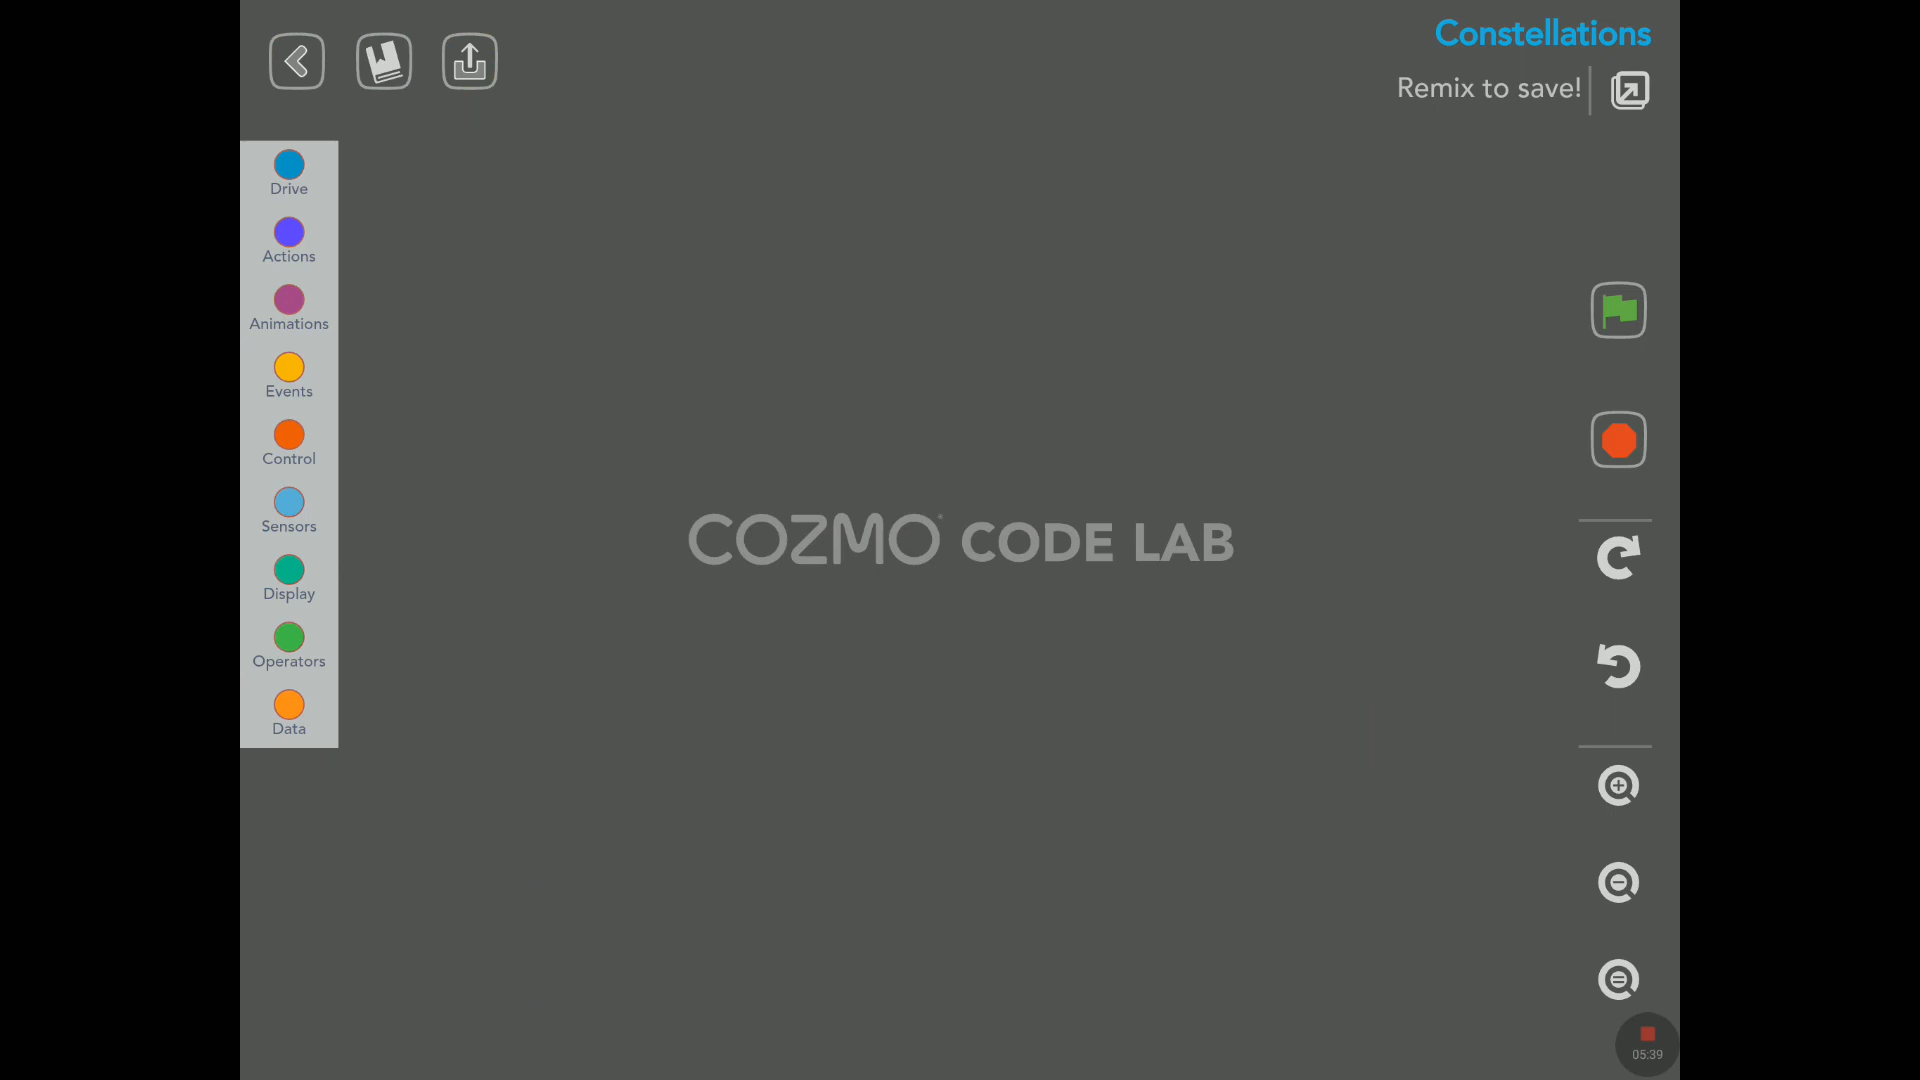 Constellations
Remix to save!
Drive
Actions
Animations
Events
Control
Sensors
Display
Operators
Data
COZMO CODE LAB
05:39